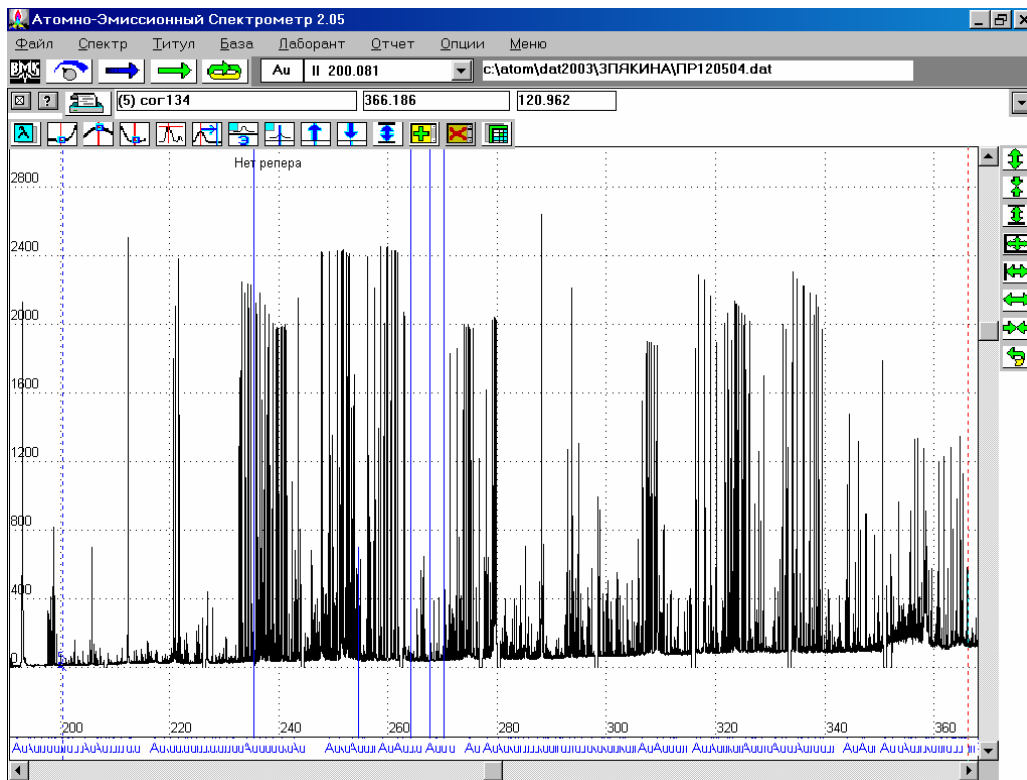 Атомно-Эмиссионный Спектрометр 2.05
Файл Спектр Титул База Лаборант Отчет Опции Меню
ВМК Au II 200.081 c:\atom\dat2003\ЗПЯКИНА\ПР120504.dat
? (5) сог134 366.186 120.962
λ Э
Нет репера
2800
2400
2000
1600
1200
800
400
0
200 220 240 260 280 300 320 340 360